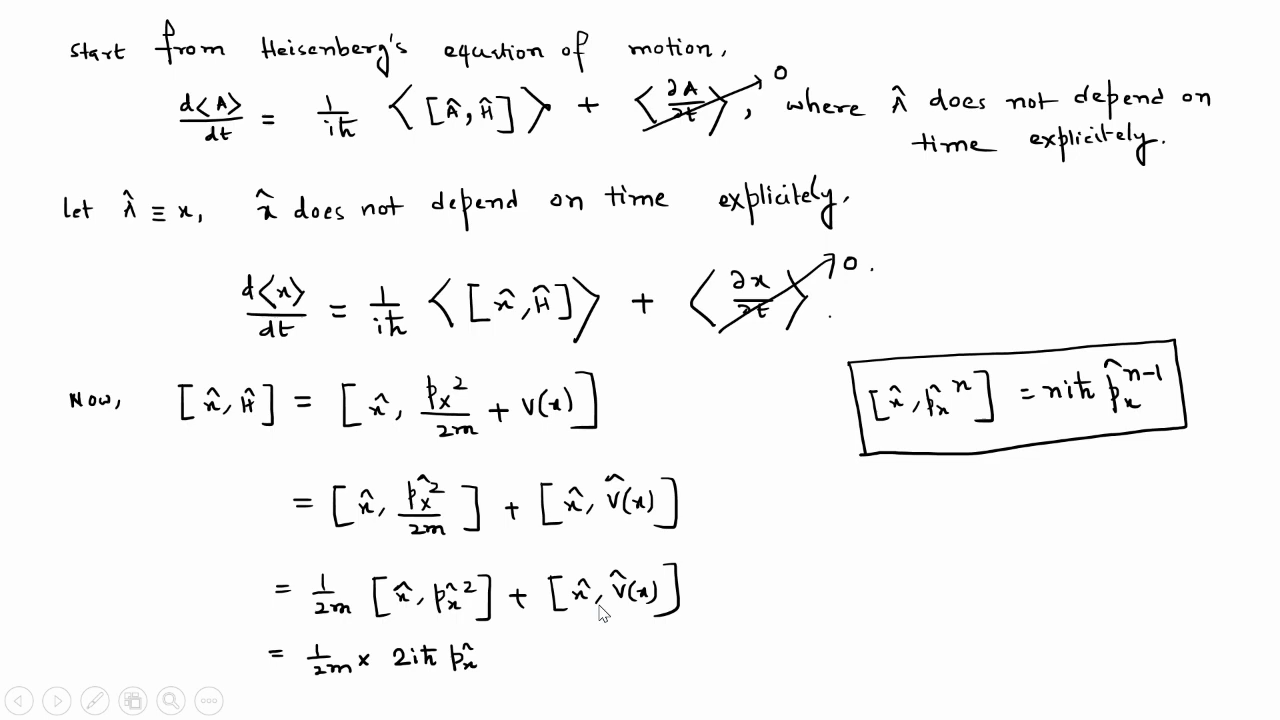 Start from Heisenberg's equation of motion,
d⟨A⟩/dt = 1/iħ ⟨[Â, Ĥ]⟩ + ⟨∂A/∂t⟩ → 0, where Â does not depend on
time explicitely.
Let Â ≡ x, x̂ does not depend on time explicitely,
d⟨x⟩/dt = 1/iħ ⟨[x̂, Ĥ]⟩ + ⟨∂x/∂t⟩ → 0.
Now, [x̂, Ĥ] = [x̂, pₓ²/2m + V(x)]
[x̂, p̂ₓⁿ] = niħ p̂ₓⁿ⁻¹
= [x̂, p̂ₓ²/2m] + [x̂, V̂(x)]
= 1/2m [x̂, p̂ₓ²] + [x̂, V̂(x)]
= 1/2m × 2iħ p̂ₓ